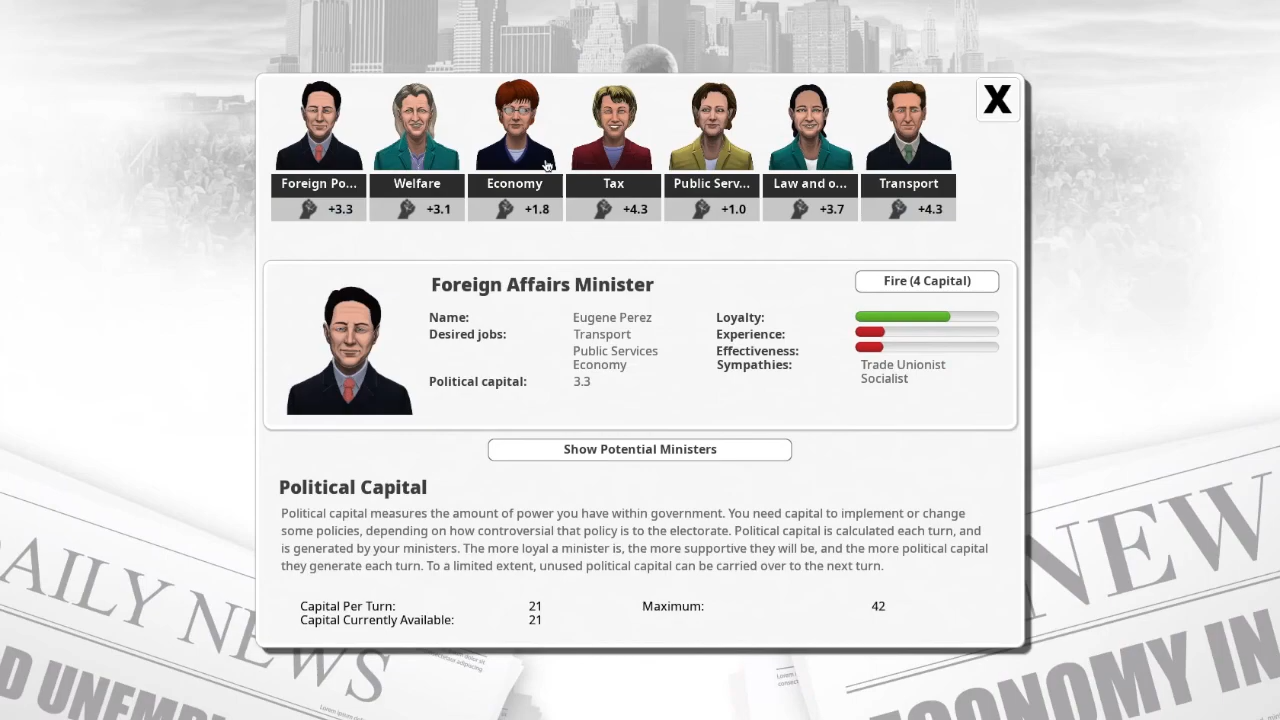 X
Foreign Po... Welfare Economy Tax Public Serv... Law and o... Transport
+3.3 +3.1 +1.8 +4.3 +1.0 +3.7 +4.3
Foreign Affairs Minister
Fire (4 Capital)
Name: Eugene Perez Loyalty:
Desired jobs: Transport Experience:
Public Services Effectiveness:
Economy Sympathies: Trade Unionist
Socialist
Political capital: 3.3
Show Potential Ministers
Political Capital
Political capital measures the amount of power you have within government. You need capital to implement or change
some policies, depending on how controversial that policy is to the electorate. Political capital is calculated each turn, and
is generated by your ministers. The more loyal a minister is, the more supportive they will be, and the more political capital
they generate each turn. To a limited extent, unused political capital can be carried over to the next turn.
Capital Per Turn: 21 Maximum: 42
Capital Currently Available: 21
DAILY NEWS
NEW
ECONOMY IN